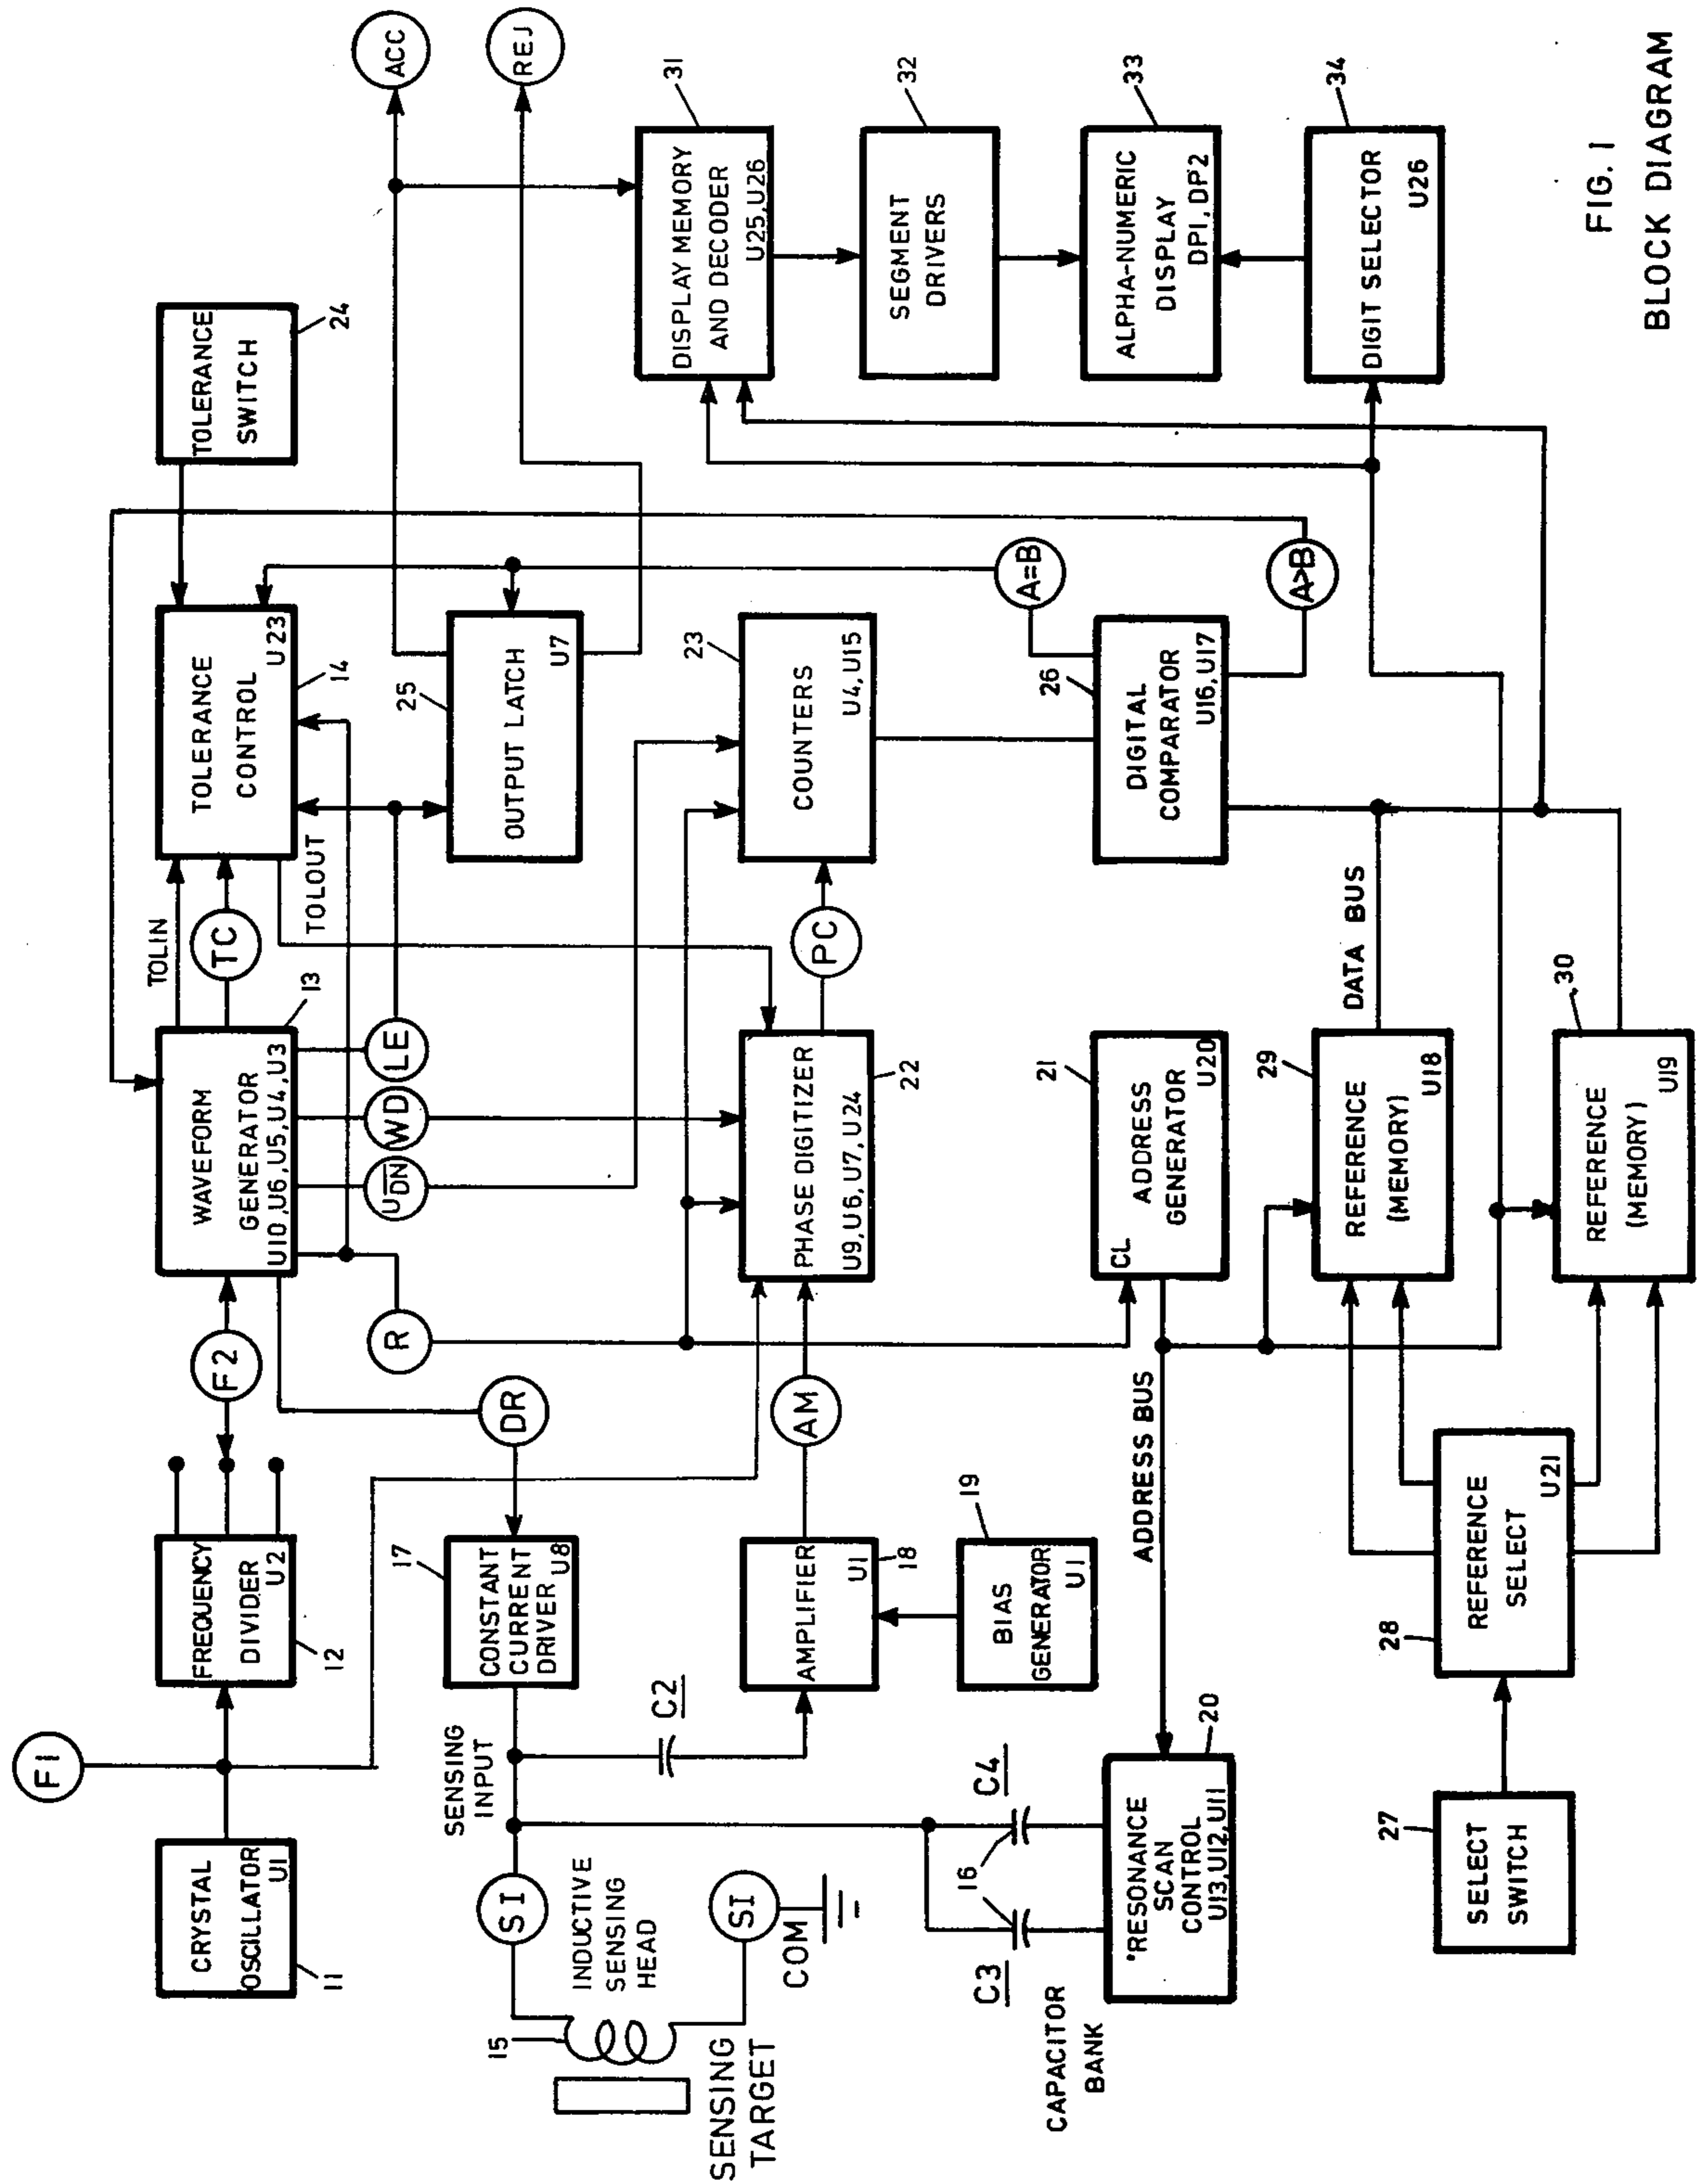 F1
CRYSTAL
OSCILLATOR
U1
11
FREQUENCY
DIVIDER
U2
12
F2
WAVEFORM
GENERATOR
U10, U6, U5, U4, U3
13
TOLIN
TC
TOLOUT
TOLERANCE
CONTROL
U23
14
TOLERANCE
SWITCH
24
R
U/D̅N̅
WD
LE
DR
CONSTANT
CURRENT
DRIVER
U8
17
SENSING
INPUT
SI
15
INDUCTIVE
SENSING
HEAD
SI
COM
SENSING
TARGET
C2
AMPLIFIER
U1
18
AM
BIAS
GENERATOR
U1
19
PHASE DIGITIZER
U9, U6, U7, U24
22
PC
COUNTERS
U4, U15
23
OUTPUT LATCH
U7
25
ACC
REJ
C3
C4
16
CAPACITOR
BANK
RESONANCE
SCAN
CONTROL
U13, U12, U11
20
ADDRESS BUS
CL
ADDRESS
GENERATOR
U20
21
DIGITAL
COMPARATOR
U16, U17
26
A=B
A>B
DISPLAY MEMORY
AND DECODER
U25, U26
31
SEGMENT
DRIVERS
32
ALPHA-NUMERIC
DISPLAY
DP1, DP2
33
DIGIT SELECTOR
U26
34
SELECT
SWITCH
27
REFERENCE
SELECT
U21
28
REFERENCE
(MEMORY)
U18
29
DATA BUS
REFERENCE
(MEMORY)
U19
30
FIG. 1
BLOCK DIAGRAM